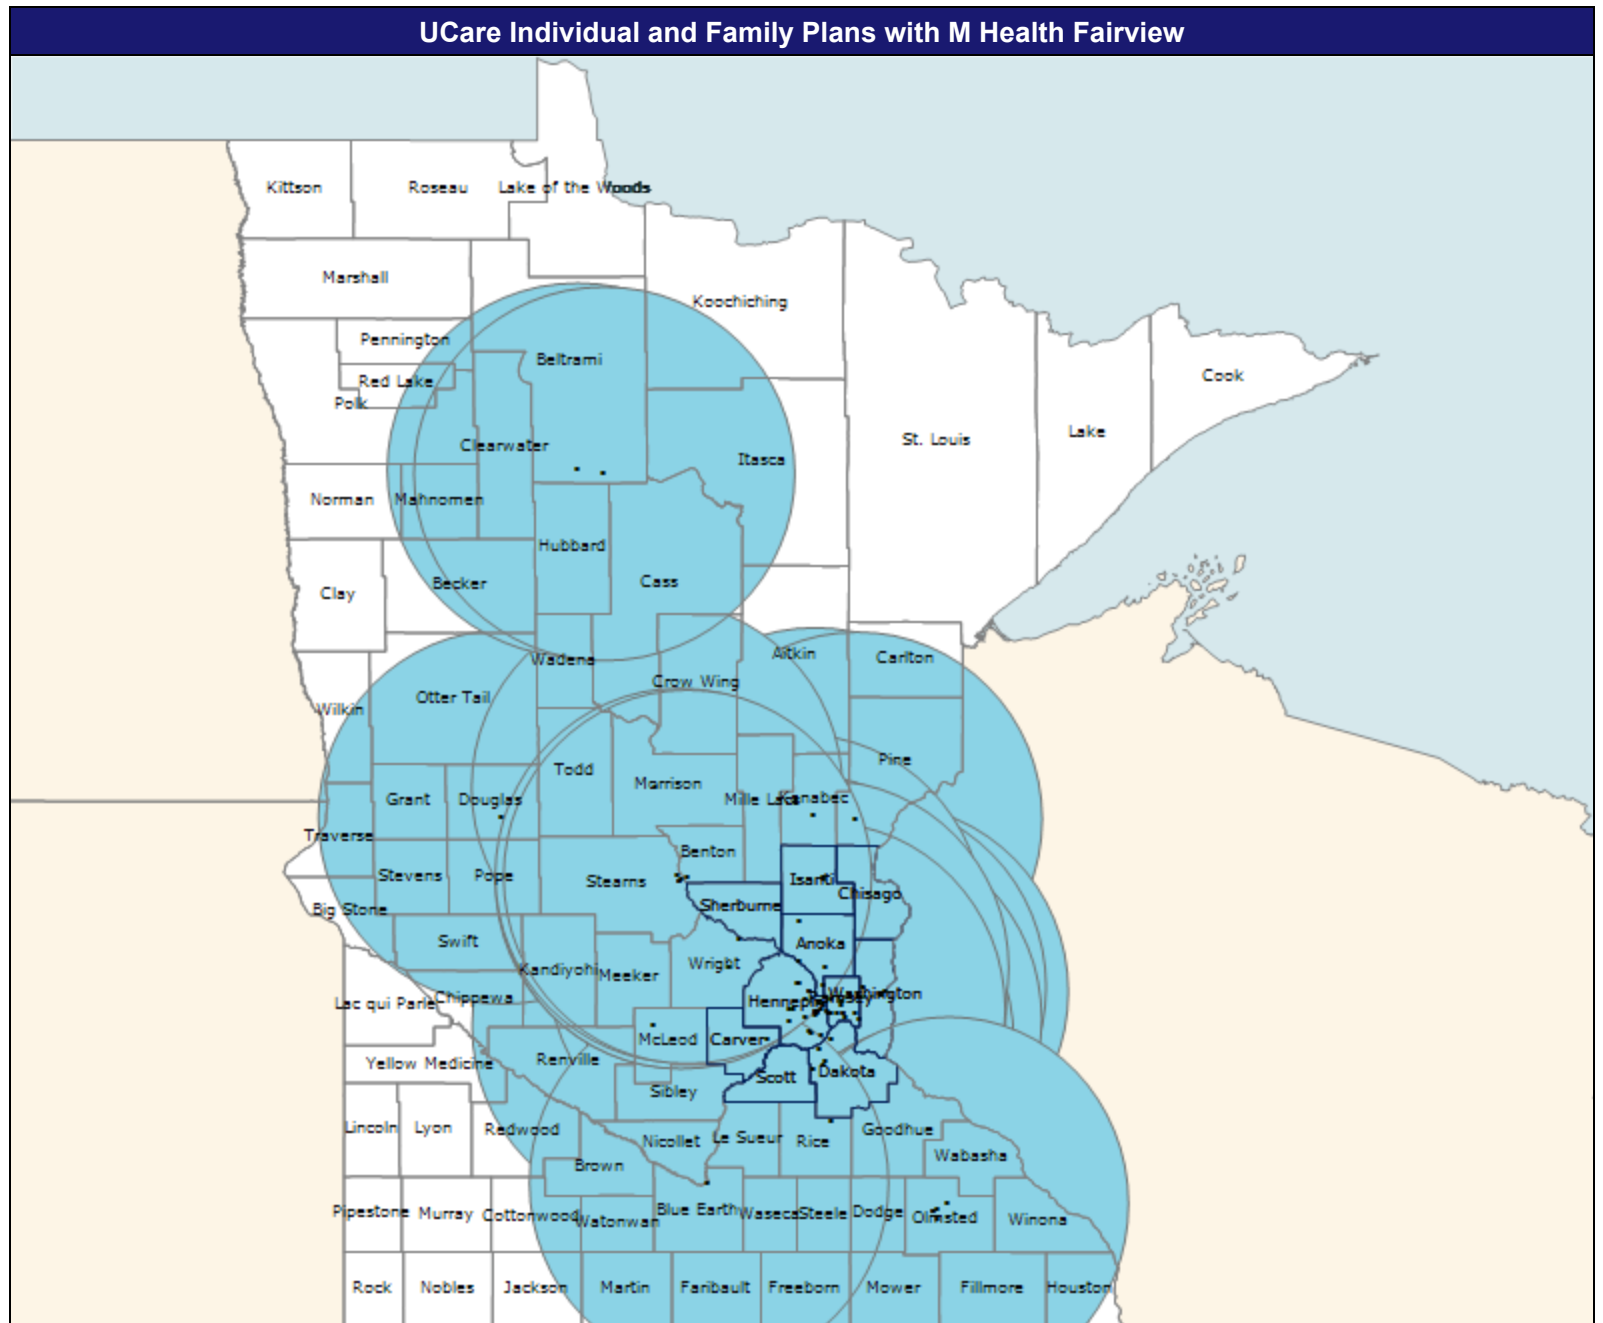 UCare Individual and Family Plans with M Health Fairview
Kittson
Roseau
Lake of the Woods
Marshall
Koochiching
Pennington
Beltrami
Red Lake
Polk
Cook
Clearwater
St. Louis
Lake
Itasca
Norman
Mahnomen
Hubbard
Clay
Becker
Cass
Wadena
Aitkin
Carlton
Otter Tail
Crow Wing
Wilkin
Todd
Morrison
Pine
Grant
Douglas
Mille Lacs
Kanabec
Traverse
Benton
Stevens
Pope
Stearns
Isanti
Chisago
Big Stone
Sherburne
Swift
Anoka
Kandiyohi
Meeker
Wright
Lac qui Parle
Chippewa
Hennepin
Ramsey
Washington
McLeod
Carver
Renville
Yellow Medicine
Scott
Dakota
Sibley
Lincoln
Lyon
Redwood
Nicollet
Le Sueur
Rice
Goodhue
Wabasha
Brown
Pipestone
Murray
Cottonwood
Watonwan
Blue Earth
Waseca
Steele
Dodge
Olmsted
Winona
Rock
Nobles
Jackson
Martin
Faribault
Freeborn
Mower
Fillmore
Houston